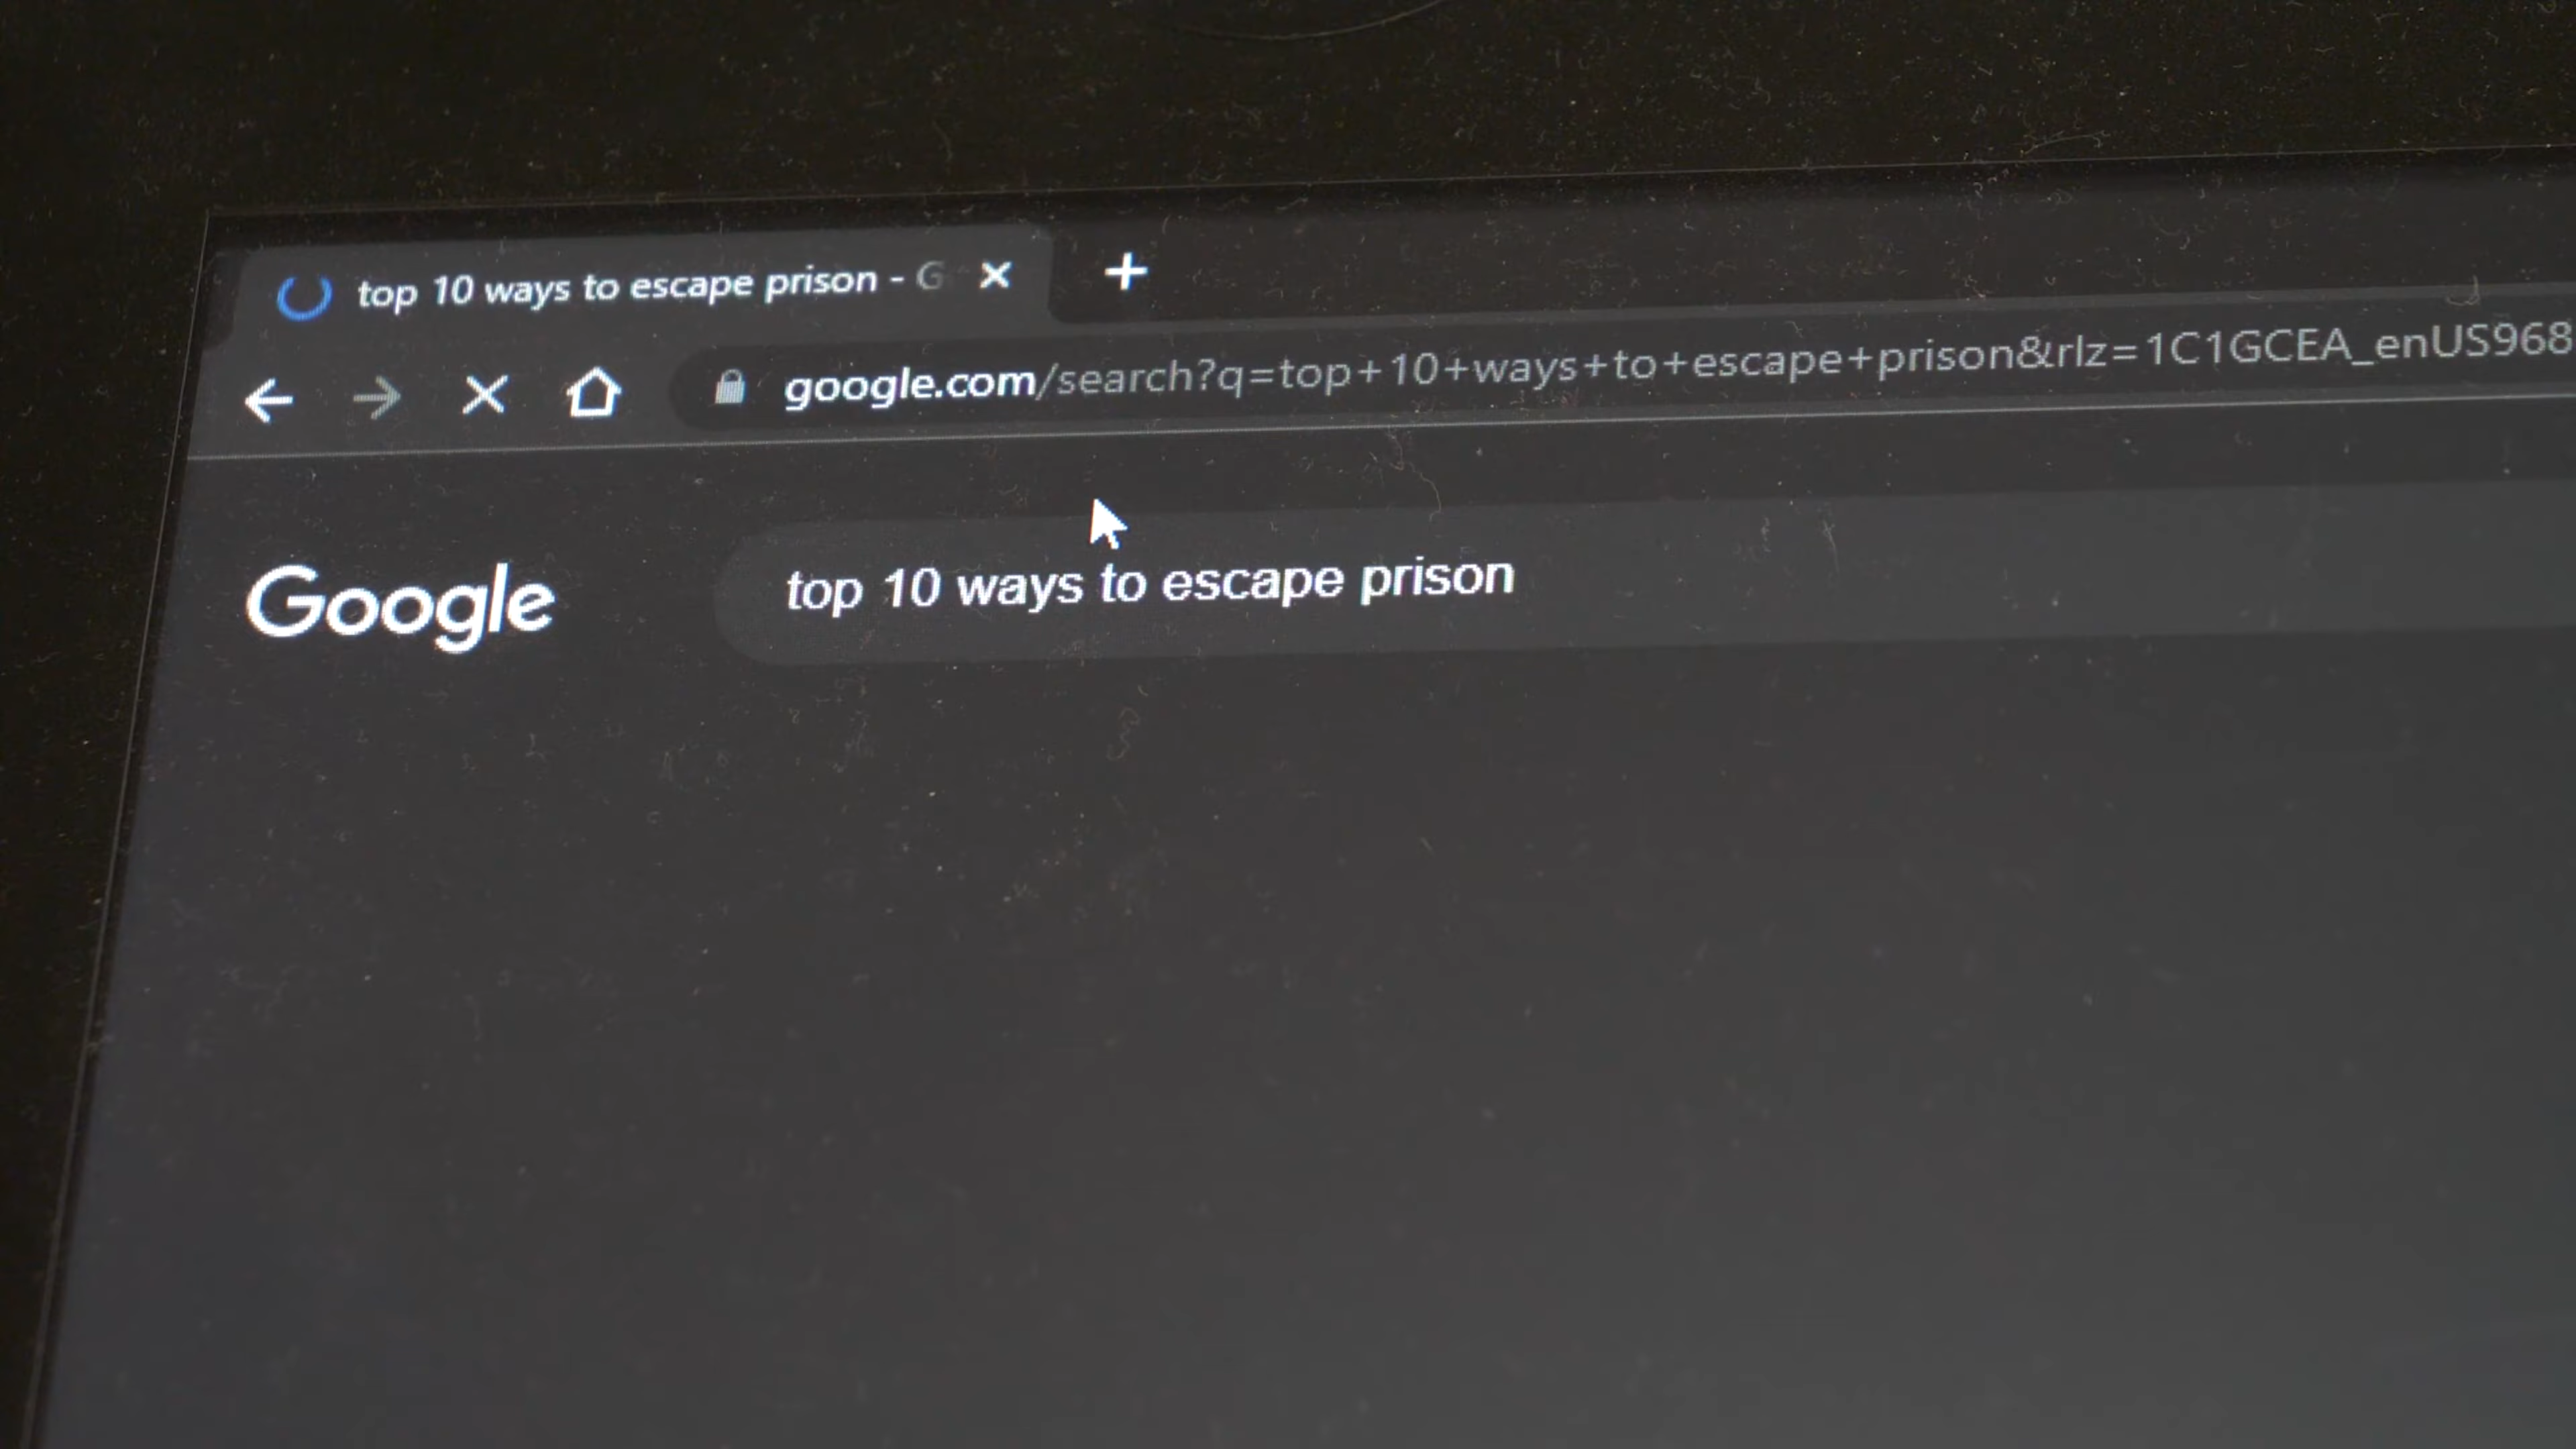 top 10 ways to escape prison - G
google.com/search?q=top+10+ways+to+escape+prison&rlz=1C1GCEA_enUS968
Google
top 10 ways to escape prison